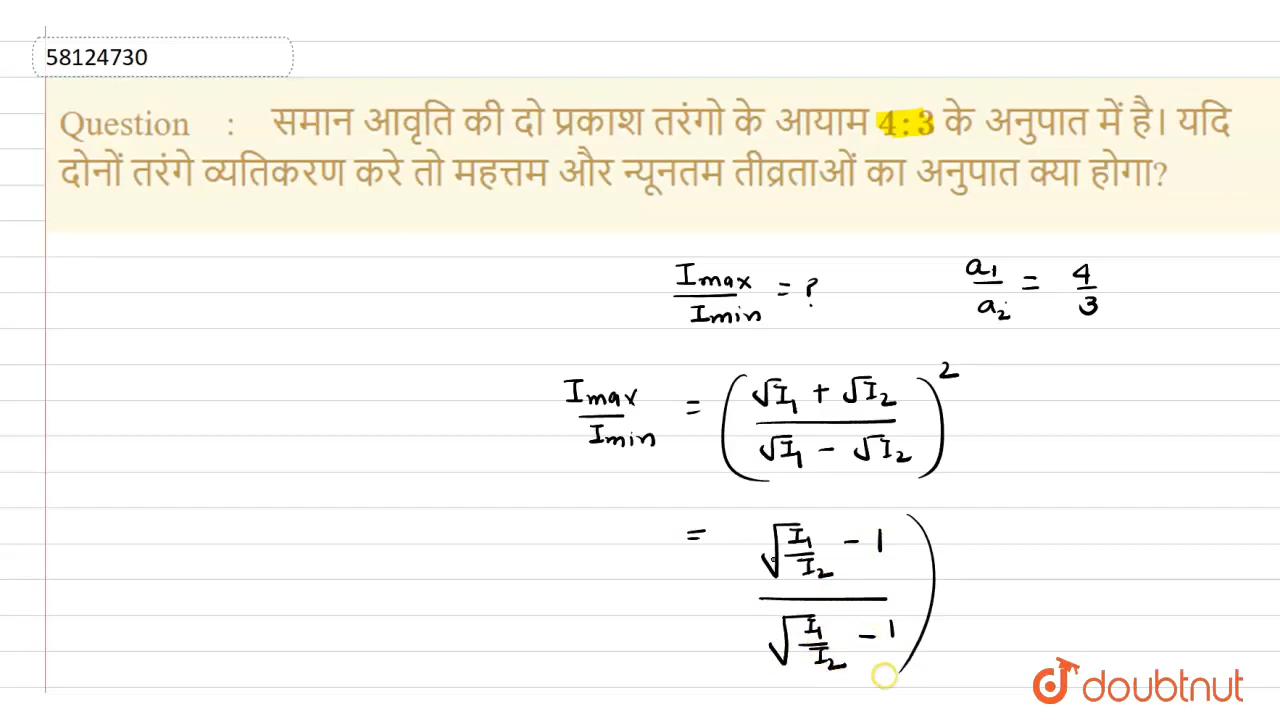 58124730
Question : समान आवृति की दो प्रकाश तरंगो के आयाम 4:3 के अनुपात में है। यदि
दोनों तरंगे व्यतिकरण करे तो महत्तम और न्यूनतम तीव्रताओं का अनुपात क्या होगा?
Imax/Imin = ? a1/a2 = 4/3
Imax/Imin = ((√I1 + √I2)/(√I1 - √I2))^2
= (√(I1/I2) - 1)/(√(I1/I2) - 1))
doubtnut